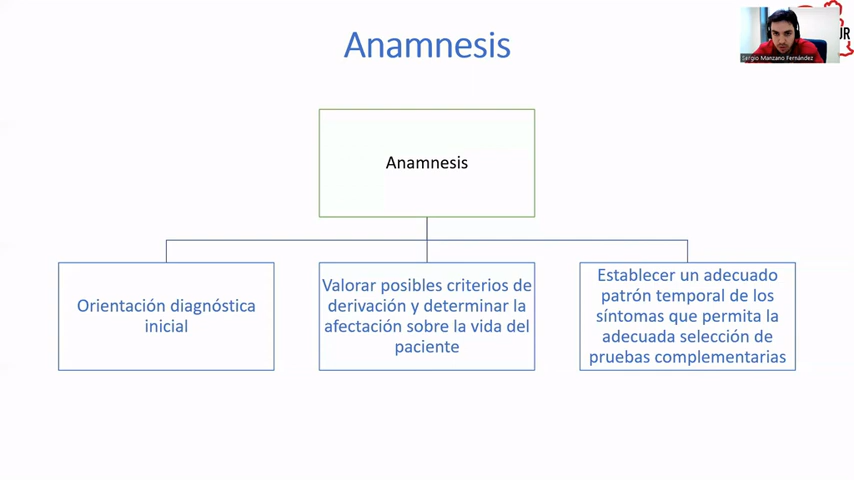 Anamnesis
UR
Sergio Manzano Fernández
Anamnesis
Orientación diagnóstica
inicial
Valorar posibles criterios de
derivación y determinar la
afectación sobre la vida del
paciente
Establecer un adecuado
patrón temporal de los
síntomas que permita la
adecuada selección de
pruebas complementarias